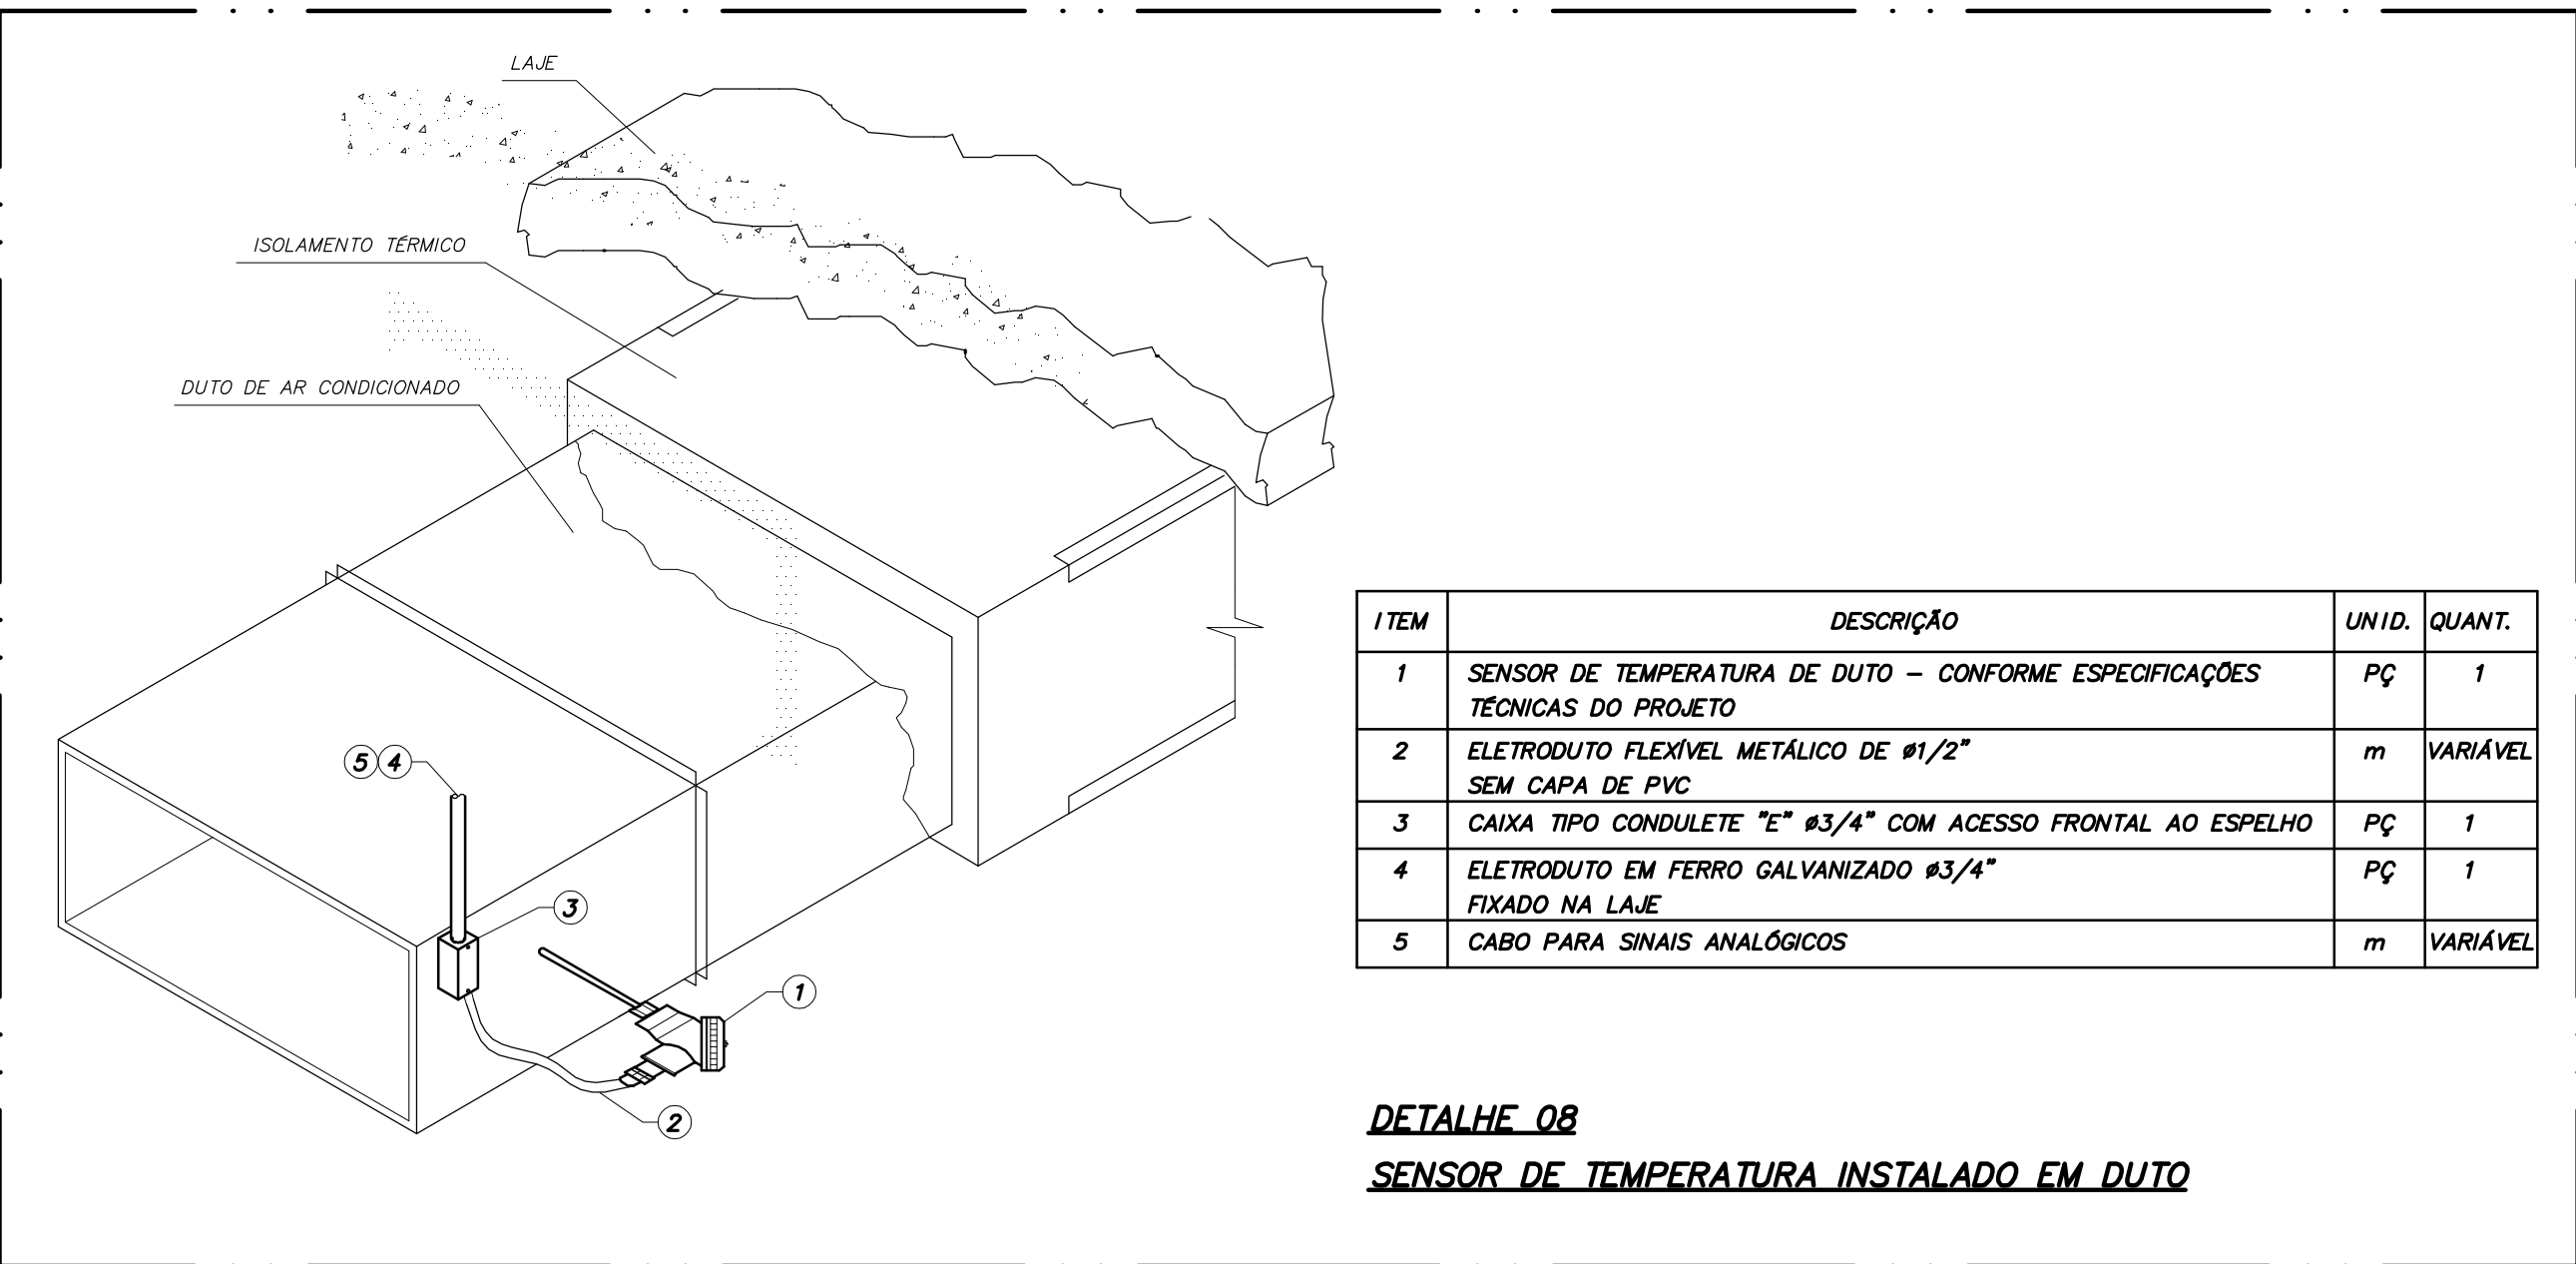 LAJE
ISOLAMENTO TÉRMICO
DUTO DE AR CONDICIONADO
5 4
3
1
2
ITEM DESCRIÇÃO UNID. QUANT.
1 SENSOR DE TEMPERATURA DE DUTO – CONFORME ESPECIFICAÇÕES PÇ 1
TÉCNICAS DO PROJETO
2 ELETRODUTO FLEXÍVEL METÁLICO DE ø1/2" m VARIÁVEL
SEM CAPA DE PVC
3 CAIXA TIPO CONDULETE "E" ø3/4" COM ACESSO FRONTAL AO ESPELHO PÇ 1
4 ELETRODUTO EM FERRO GALVANIZADO ø3/4" PÇ 1
FIXADO NA LAJE
5 CABO PARA SINAIS ANALÓGICOS m VARIÁVEL
DETALHE 08
SENSOR DE TEMPERATURA INSTALADO EM DUTO